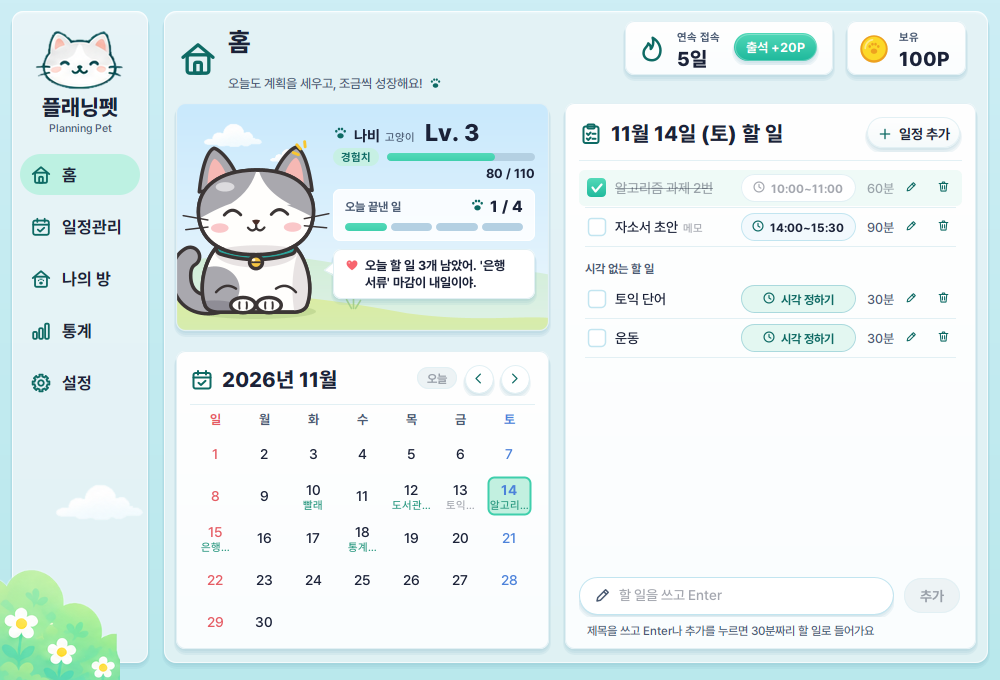 플래닝펫
Planning Pet
홈
일정관리
나의 방
통계
설정
홈
오늘도 계획을 세우고, 조금씩 성장해요!
연속 접속
5일
출석 +20P
보유
100P
나비 고양이 Lv. 3
경험치
80 / 110
오늘 끝낸 일 1 / 4
오늘 할 일 3개 남았어. '은행
서류' 마감이 내일이야.
2026년 11월
오늘
일 월 화 수 목 금 토
1 2 3 4 5 6 7
8 9 10 11 12 13 14
빨래 도서관... 토익... 알고리...
15 16 17 18 19 20 21
은행... 통계...
22 23 24 25 26 27 28
29 30
11월 14일 (토) 할 일
+ 일정 추가
알고리즘 과제 2번 10:00~11:00 60분
자소서 초안 메모 14:00~15:30 90분
시각 없는 할 일
토익 단어 시각 정하기 30분
운동 시각 정하기 30분
할 일을 쓰고 Enter
추가
제목을 쓰고 Enter나 추가를 누르면 30분짜리 할 일로 들어가요